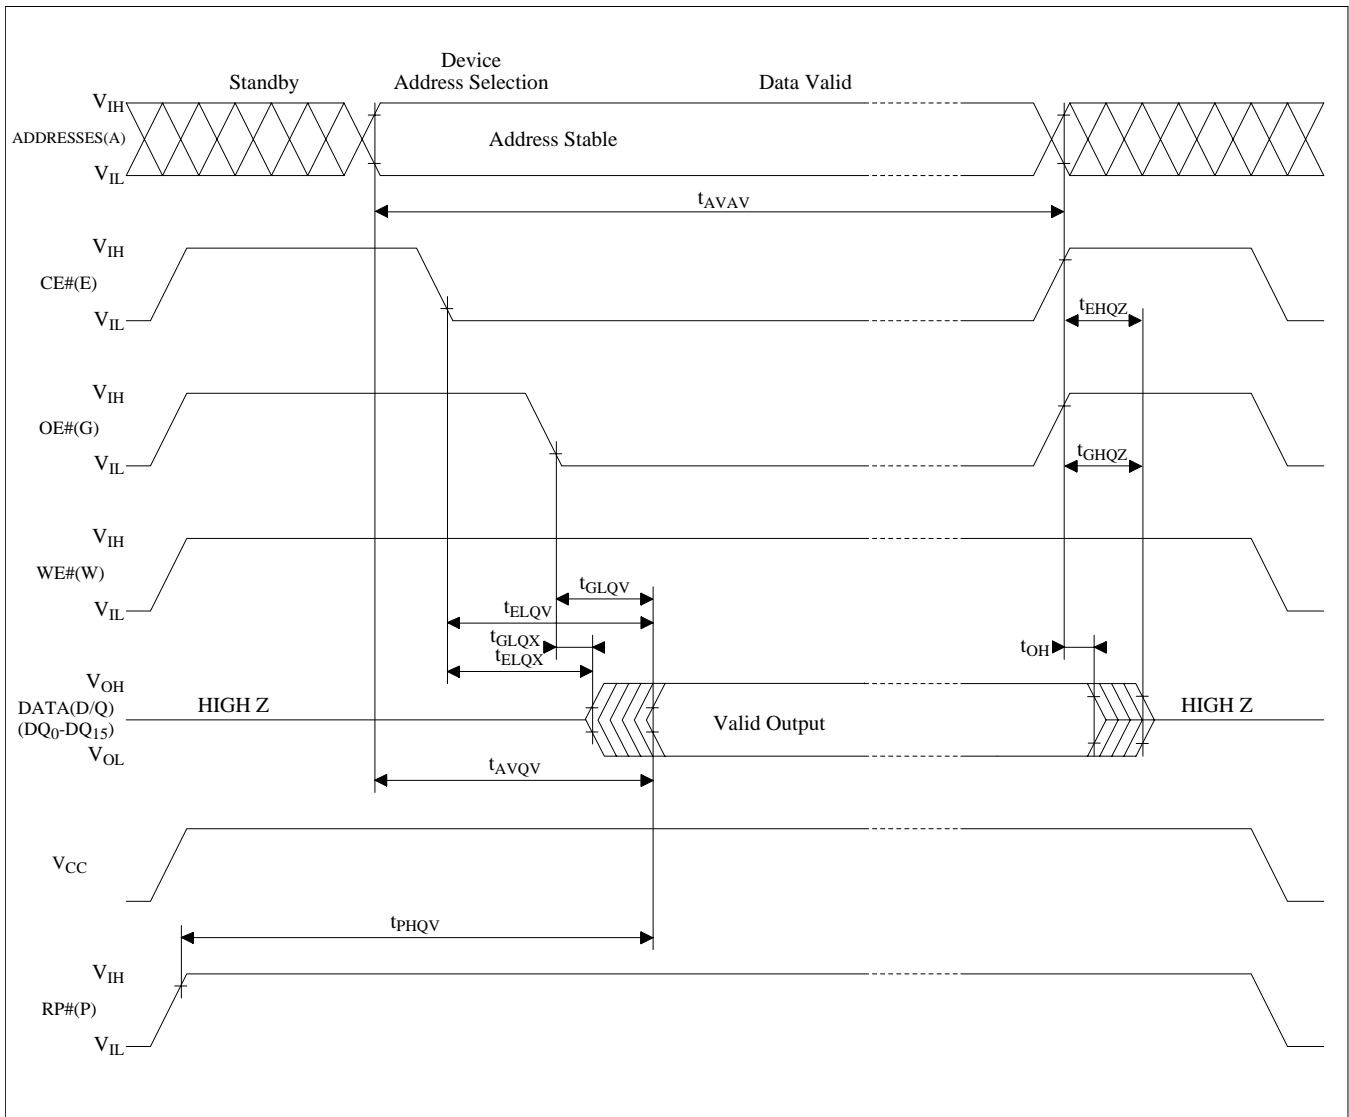 Device
Standby Address Selection Data Valid
VIH
ADDRESSES(A) Address Stable
VIL
tAVAV
VIH
CE#(E)
tEHQZ
VIL
VIH
OE#(G)
tGHQZ
VIL
VIH
WE#(W)
tGLQV
VIL
tELQV
tGLQX
tOH
tELQX
VOH
DATA(D/Q) HIGH Z Valid Output HIGH Z
(DQ0-DQ15)
VOL
tAVQV
VCC
tPHQV
VIH
RP#(P)
VIL